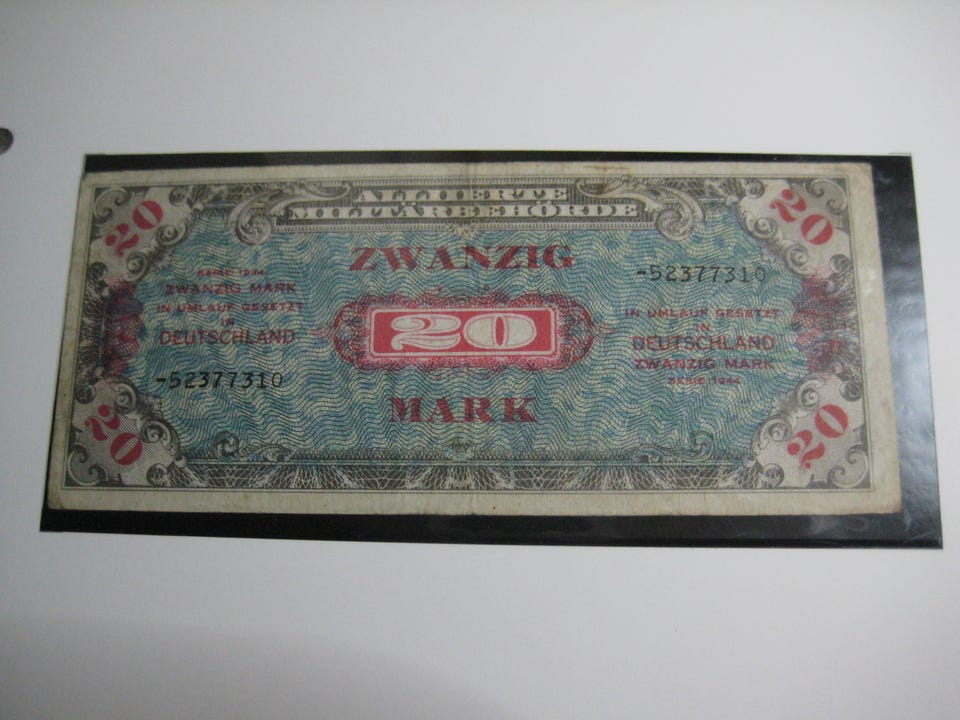 ALLIIERTE
MILITÄRBEHÖRDE
20
20
ZWANZIG
-52377310
SERIE 1944
ZWANZIG MARK
IN UMLAUF GESETZT
IN
DEUTSCHLAND
20
IN UMLAUF GESETZT
IN
DEUTSCHLAND
ZWANZIG MARK
SERIE 1944
-52377310
MARK
20
20